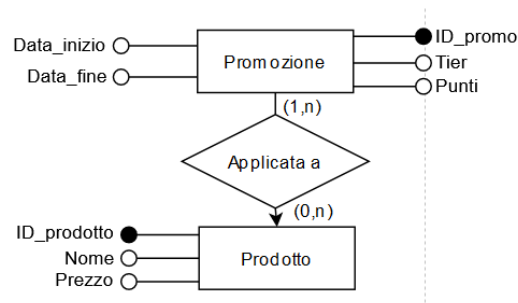 Data_inizio
Data_fine
Promozione
ID_promo
Tier
Punti
(1,n)
Applicata a
(0,n)
ID_prodotto
Nome
Prezzo
Prodotto